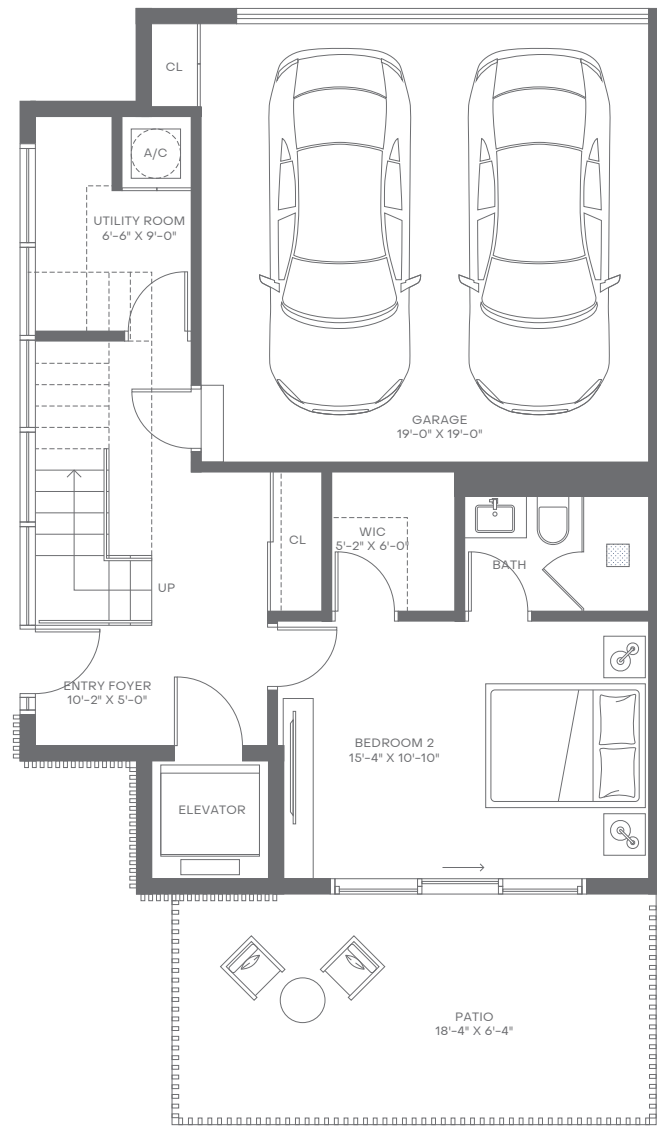 CL
A/C
UTILITY ROOM
6'-6" X 9'-0"
GARAGE
19'-0" X 19'-0"
CL
WIC
5'-2" X 6'-0"
BATH
UP
ENTRY FOYER
10'-2" X 5'-0"
BEDROOM 2
15'-4" X 10'-10"
ELEVATOR
PATIO
18'-4" X 6'-4"